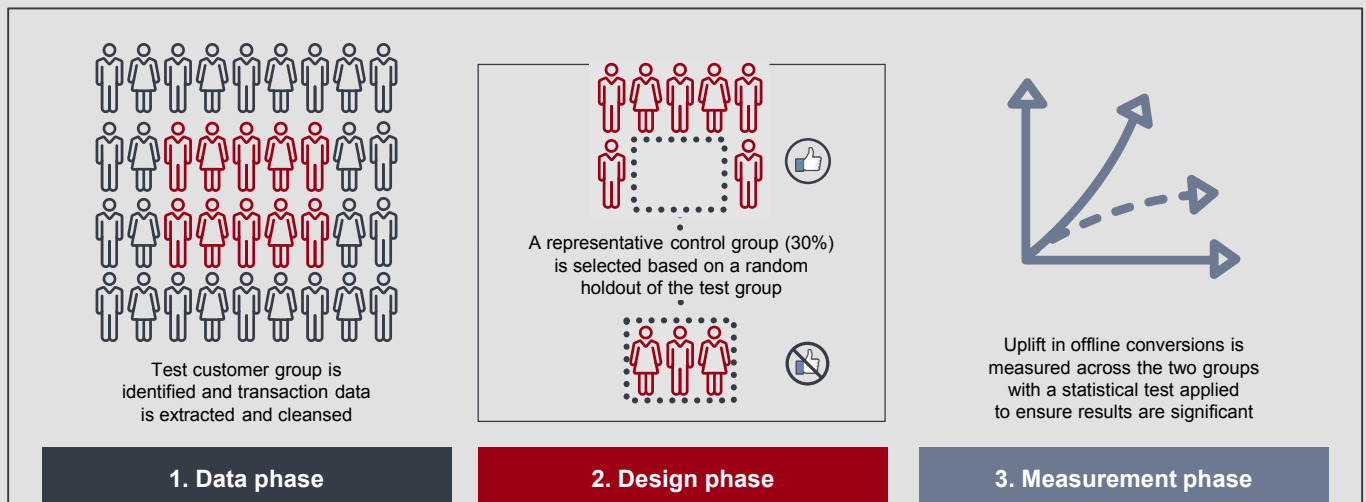 Test customer group is
identified and transaction data
is extracted and cleansed
1. Data phase
A representative control group (30%)
is selected based on a random
holdout of the test group
2. Design phase
Uplift in offline conversions is
measured across the two groups
with a statistical test applied
to ensure results are significant
3. Measurement phase